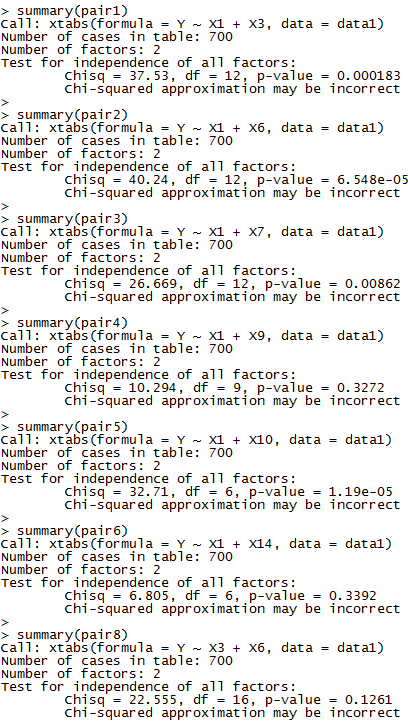 > summary(pair1)
Call: xtabs(formula = Y ~ X1 + X3, data = data1)
Number of cases in table: 700
Number of factors: 2
Test for independence of all factors:
        Chisq = 37.53, df = 12, p-value = 0.000183
        Chi-squared approximation may be incorrect
>
> summary(pair2)
Call: xtabs(formula = Y ~ X1 + X6, data = data1)
Number of cases in table: 700
Number of factors: 2
Test for independence of all factors:
        Chisq = 40.24, df = 12, p-value = 6.548e-05
        Chi-squared approximation may be incorrect
>
> summary(pair3)
Call: xtabs(formula = Y ~ X1 + X7, data = data1)
Number of cases in table: 700
Number of factors: 2
Test for independence of all factors:
        Chisq = 26.669, df = 12, p-value = 0.00862
        Chi-squared approximation may be incorrect
>
> summary(pair4)
Call: xtabs(formula = Y ~ X1 + X9, data = data1)
Number of cases in table: 700
Number of factors: 2
Test for independence of all factors:
        Chisq = 10.294, df = 9, p-value = 0.3272
        Chi-squared approximation may be incorrect
>
> summary(pair5)
Call: xtabs(formula = Y ~ X1 + X10, data = data1)
Number of cases in table: 700
Number of factors: 2
Test for independence of all factors:
        Chisq = 32.71, df = 6, p-value = 1.19e-05
        Chi-squared approximation may be incorrect
>
> summary(pair6)
Call: xtabs(formula = Y ~ X1 + X14, data = data1)
Number of cases in table: 700
Number of factors: 2
Test for independence of all factors:
        Chisq = 6.805, df = 6, p-value = 0.3392
        Chi-squared approximation may be incorrect
>
> summary(pair8)
Call: xtabs(formula = Y ~ X3 + X6, data = data1)
Number of cases in table: 700
Number of factors: 2
Test for independence of all factors:
        Chisq = 22.555, df = 16, p-value = 0.1261
        Chi-squared approximation may be incorrect